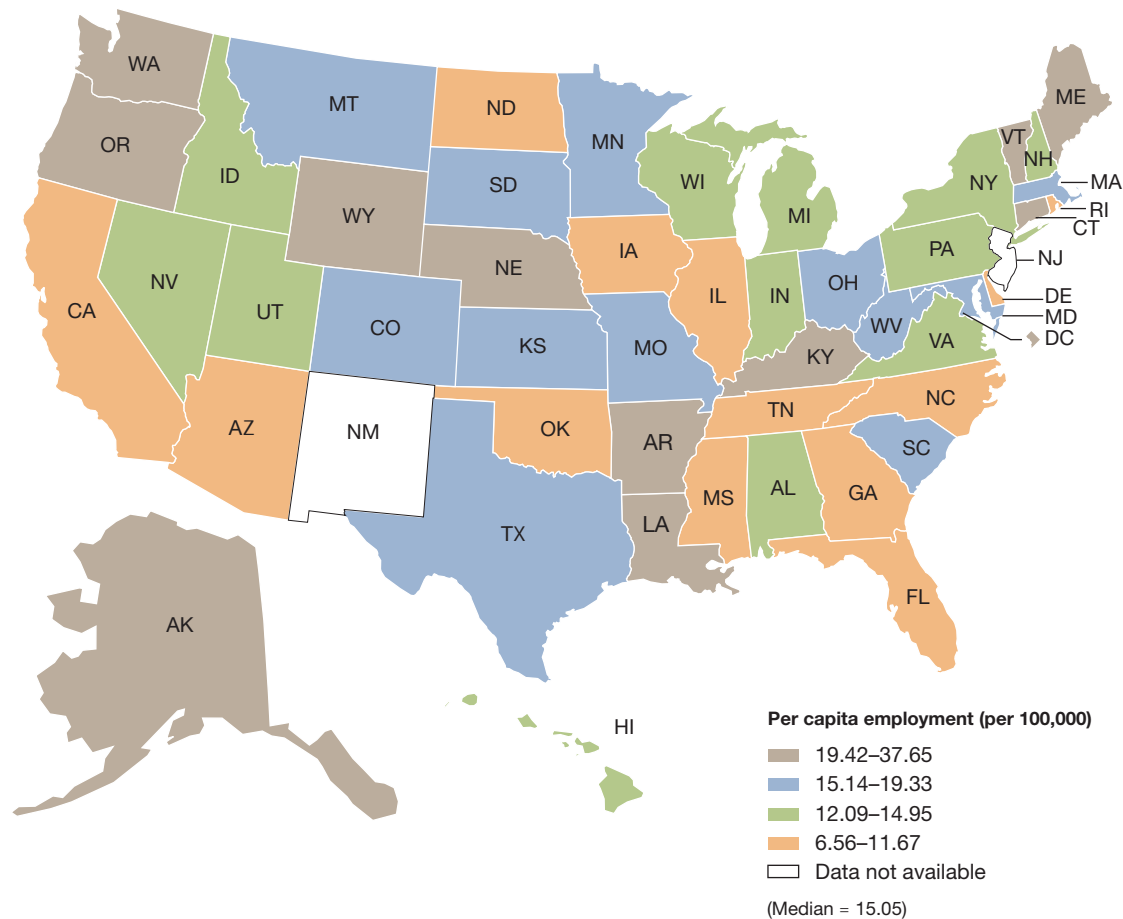 WA
MT
ND
MN
ME
OR
ID
SD
WI
VT
NH
NY
MA
WY
MI
RI
CT
NV
NE
IA
PA
NJ
CA
UT
CO
IL
IN
OH
DE
KS
MO
WV
MD
KY
VA
DC
AZ
NM
OK
TN
NC
AR
SC
MS
AL
GA
TX
LA
FL
AK
HI
Per capita employment (per 100,000)
19.42–37.65
15.14–19.33
12.09–14.95
6.56–11.67
Data not available
(Median = 15.05)